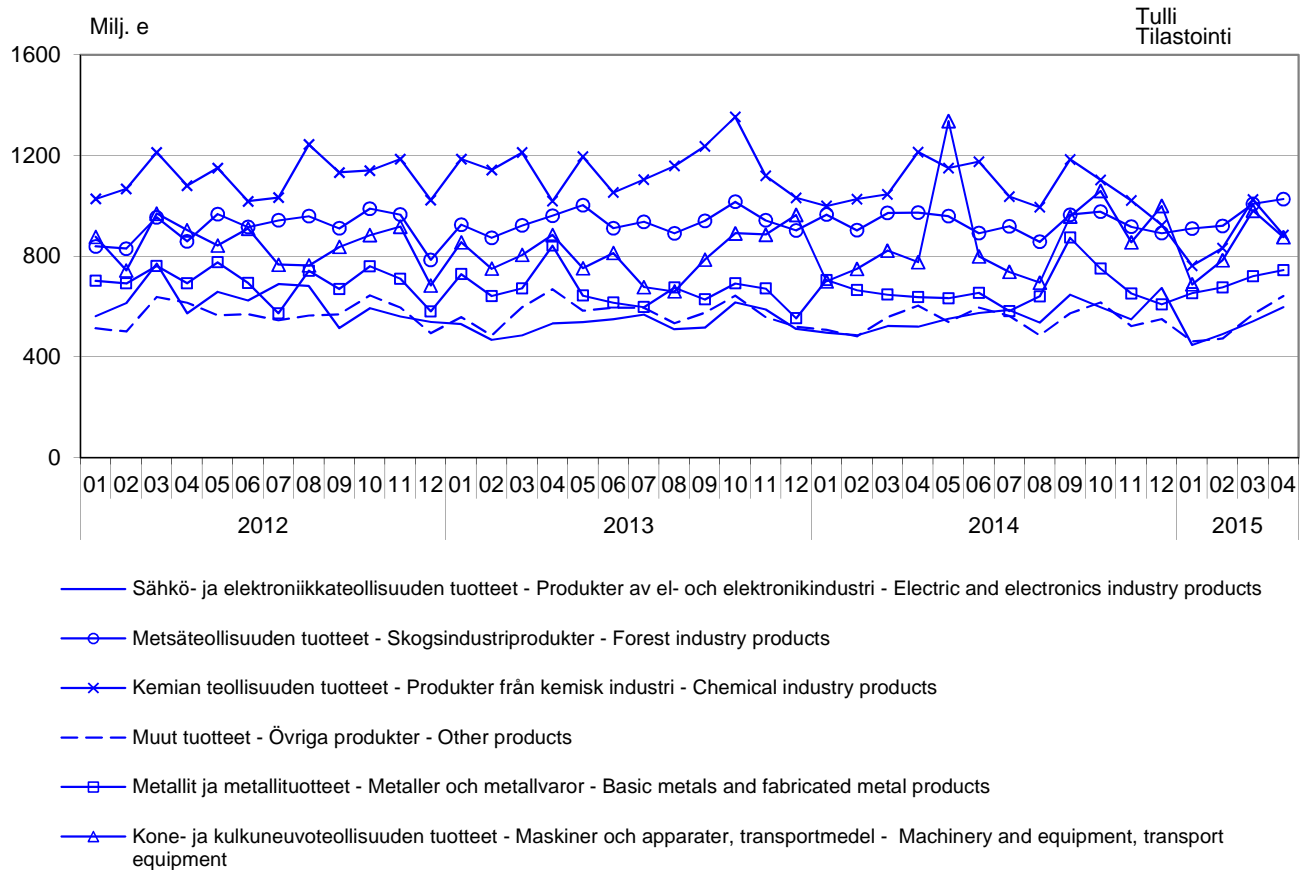 Milj. e
Tulli
Tilastointi
1600
1200
800
400
0
01 02 03 04 05 06 07 08 09 10 11 12 01 02 03 04 05 06 07 08 09 10 11 12 01 02 03 04 05 06 07 08 09 10 11 12 01 02 03 04
2012 2013 2014 2015
Sähkö- ja elektroniikkateollisuuden tuotteet - Produkter av el- och elektronikindustri - Electric and electronics industry products
Metsäteollisuuden tuotteet - Skogsindustriprodukter - Forest industry products
Kemian teollisuuden tuotteet - Produkter från kemisk industri - Chemical industry products
Muut tuotteet - Övriga produkter - Other products
Metallit ja metallituotteet - Metaller och metallvaror - Basic metals and fabricated metal products
Kone- ja kulkuneuvoteollisuuden tuotteet - Maskiner och apparater, transportmedel - Machinery and equipment, transport
equipment